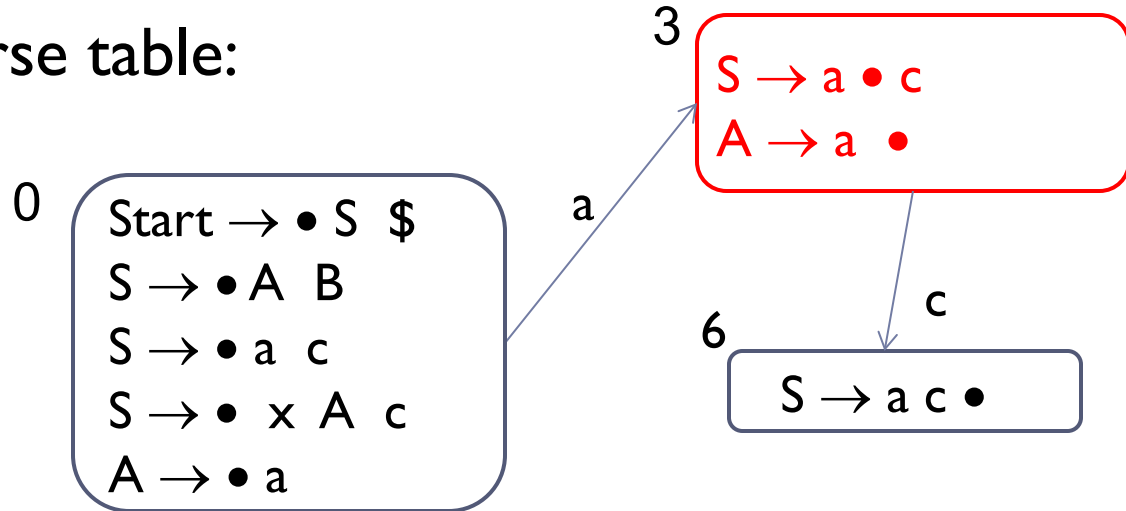 rse table:
3
S → a • c
A → a •
0
Start → • S $
S → • A B
S → • a c
S → • x A c
A → • a
a
c
6
S → a c •